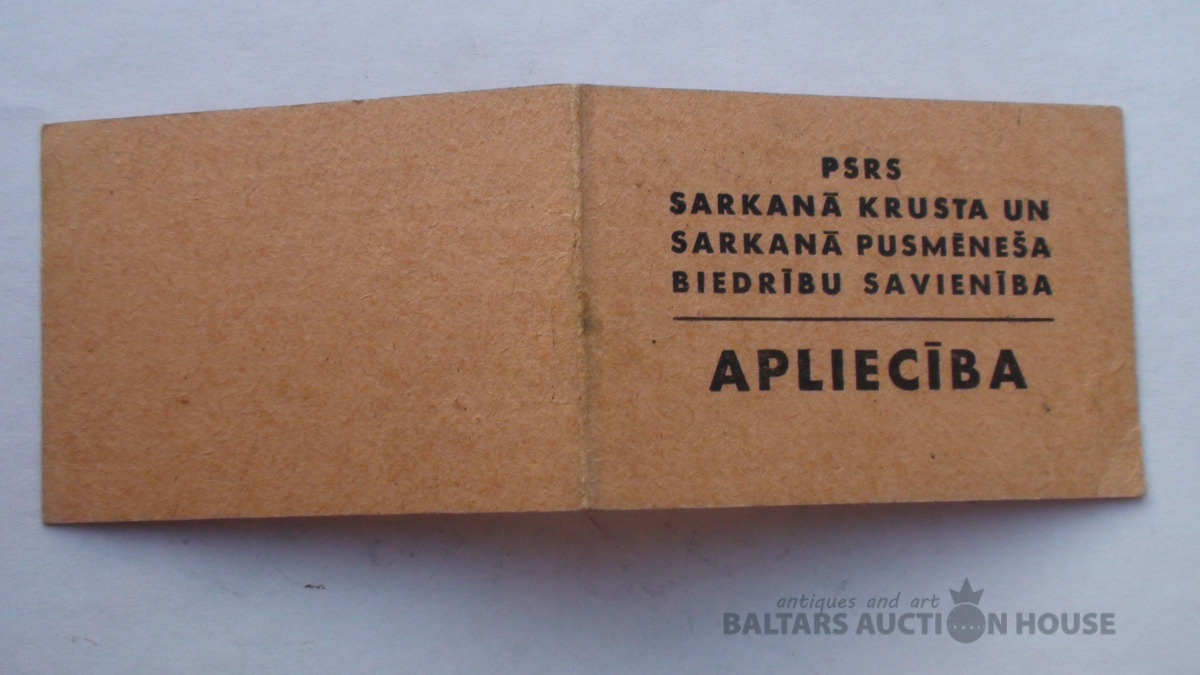 PSRS
SARKANĀ KRUSTA UN
SARKANĀ PUSMĒNEŠA
BIEDRĪBU SAVIENĪBA
APLIECĪBA
antiques and art
BALTARS AUCTION HOUSE